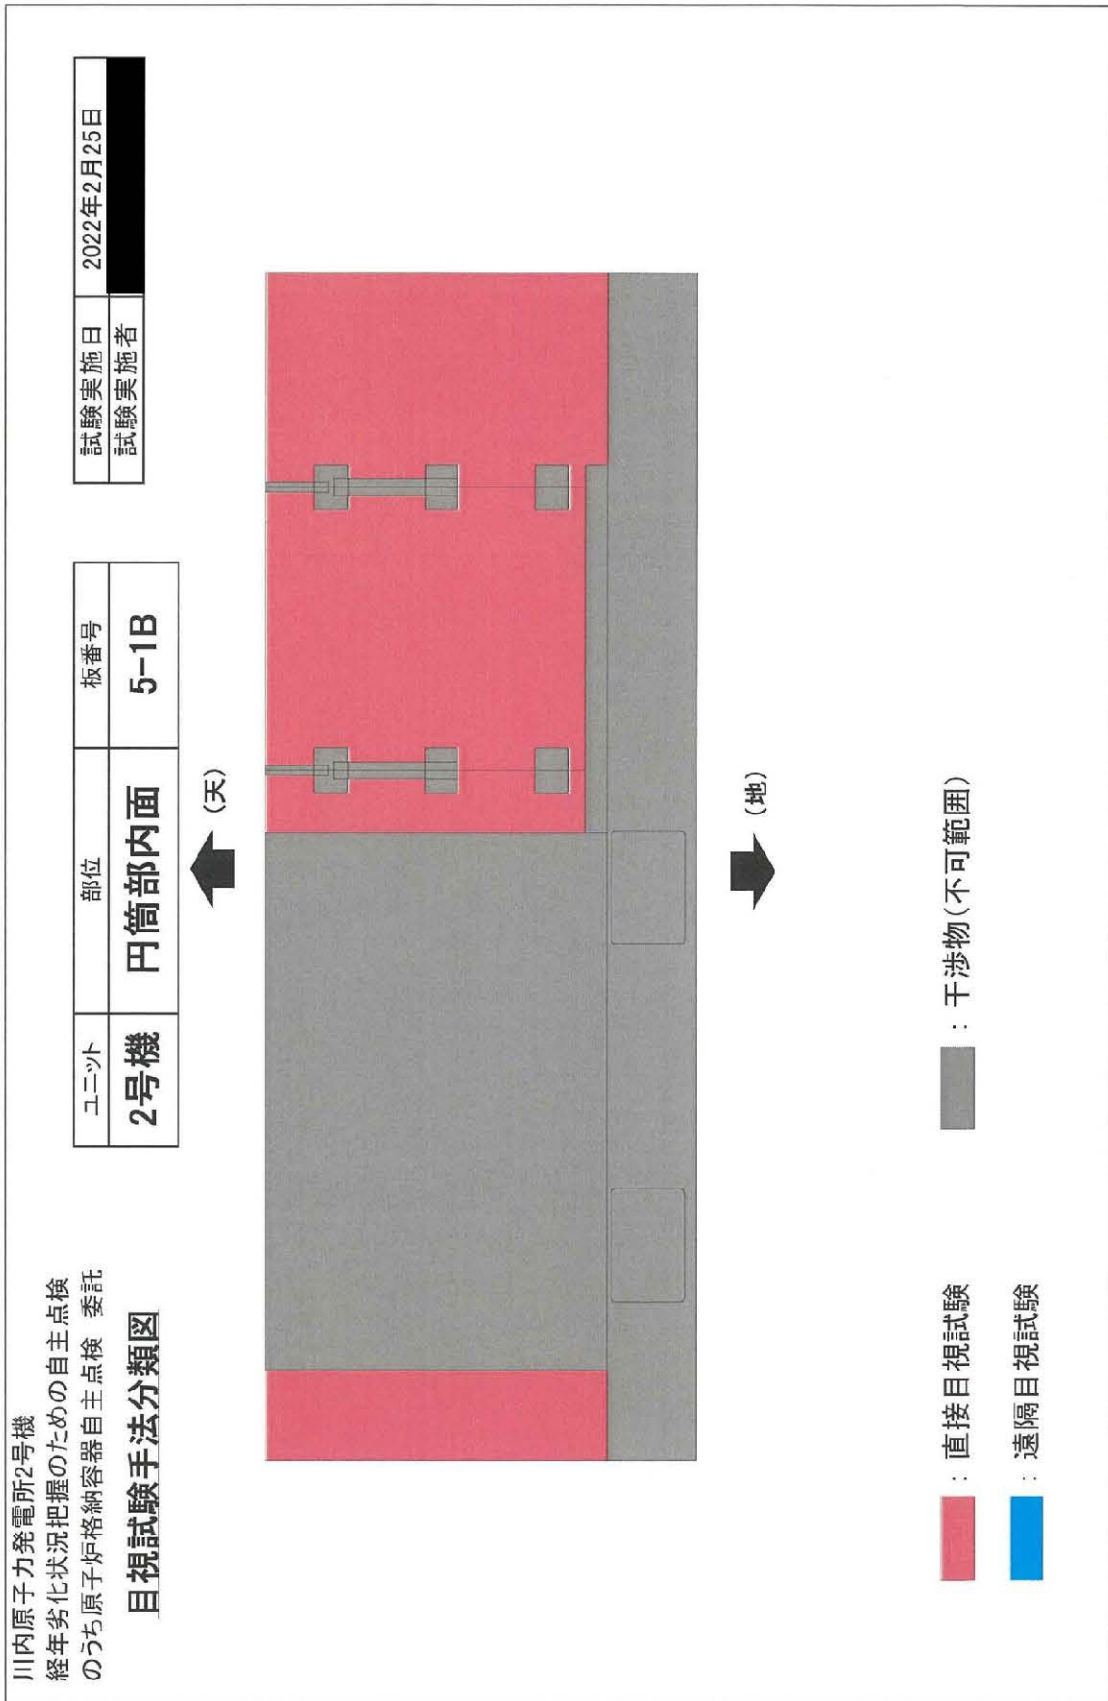 川内原子力発電所2号機
経年劣化状況把握のための自主点検
のうち原子炉格納容器自主点検 委託
目視試験手法分類図
ユニット 部位 板番号
2号機 円筒部内面 5-1B
試験実施日 2022年2月25日
試験実施者
(天)
(地)
：直接目視試験
：遠隔目視試験
：干渉物(不可範囲)